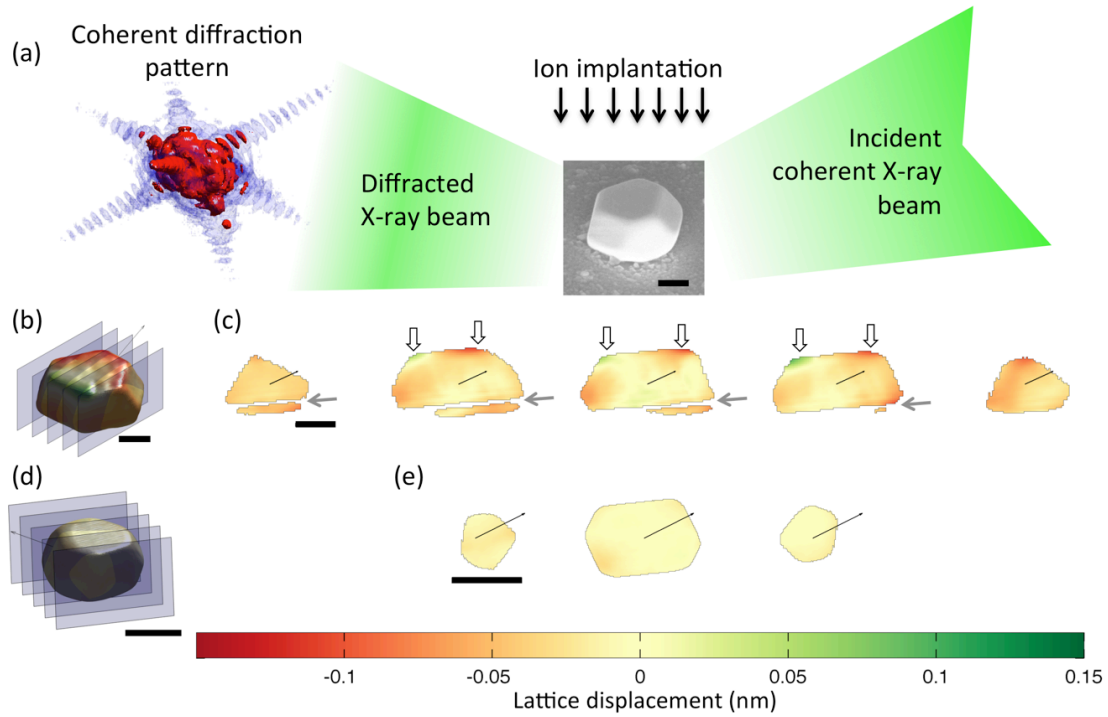 (a)
Coherent diffraction
pattern
Ion implantation
Incident
coherent X-ray
beam
Diffracted
X-ray beam
(b)
(c)
(d)
(e)
-0.1
-0.05
0
0.05
0.1
0.15
Lattice displacement (nm)